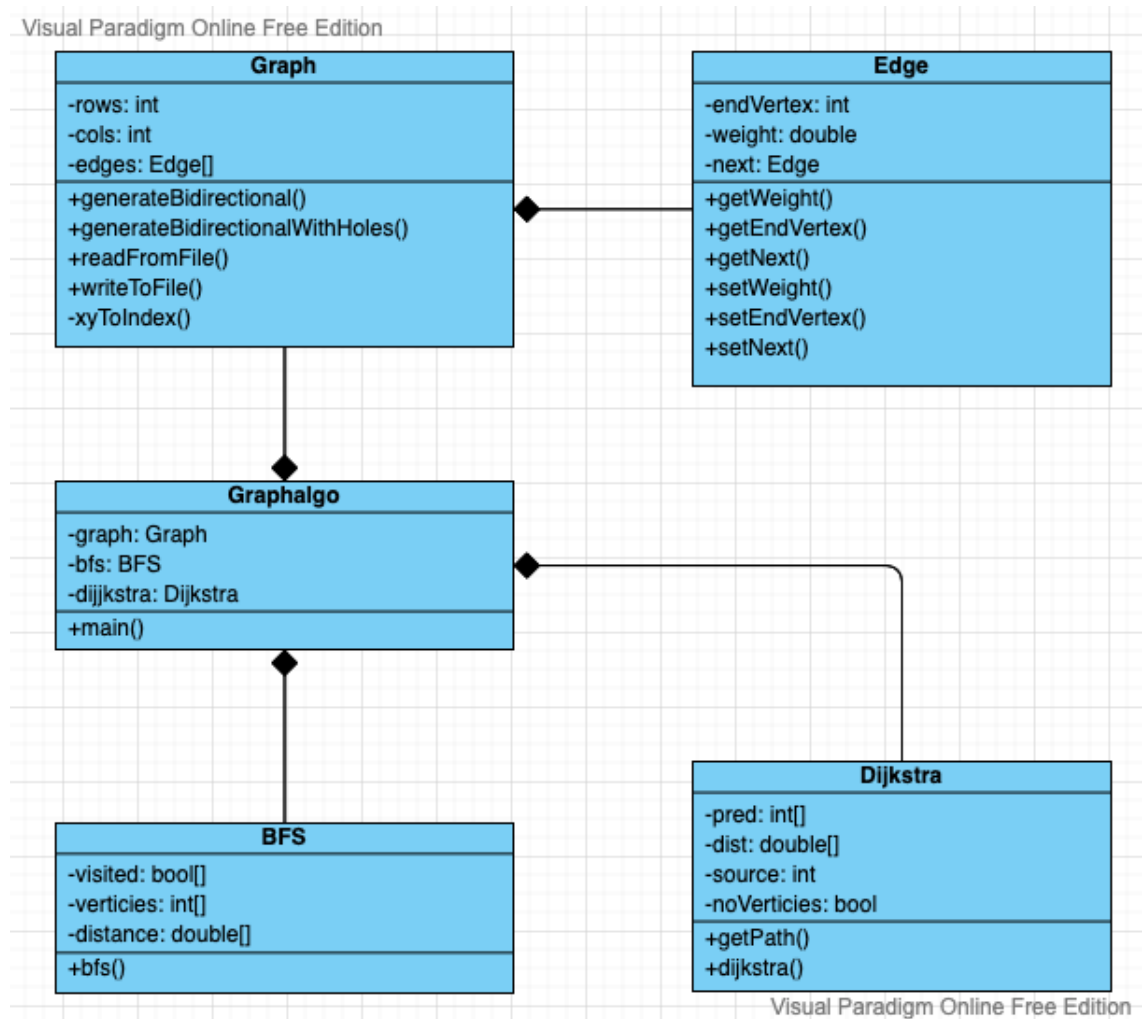 Visual Paradigm Online Free Edition
Graph
-rows: int
-cols: int
-edges: Edge[]
+generateBidirectional()
+generateBidirectionalWithHoles()
+readFromFile()
+writeToFile()
-xyToIndex()
Edge
-endVertex: int
-weight: double
-next: Edge
+getWeight()
+getEndVertex()
+getNext()
+setWeight()
+setEndVertex()
+setNext()
Graphalgo
-graph: Graph
-bfs: BFS
-dijjkstra: Dijkstra
+main()
BFS
-visited: bool[]
-verticies: int[]
-distance: double[]
+bfs()
Dijkstra
-pred: int[]
-dist: double[]
-source: int
-noVerticies: bool
+getPath()
+dijkstra()
Visual Paradigm Online Free Edition